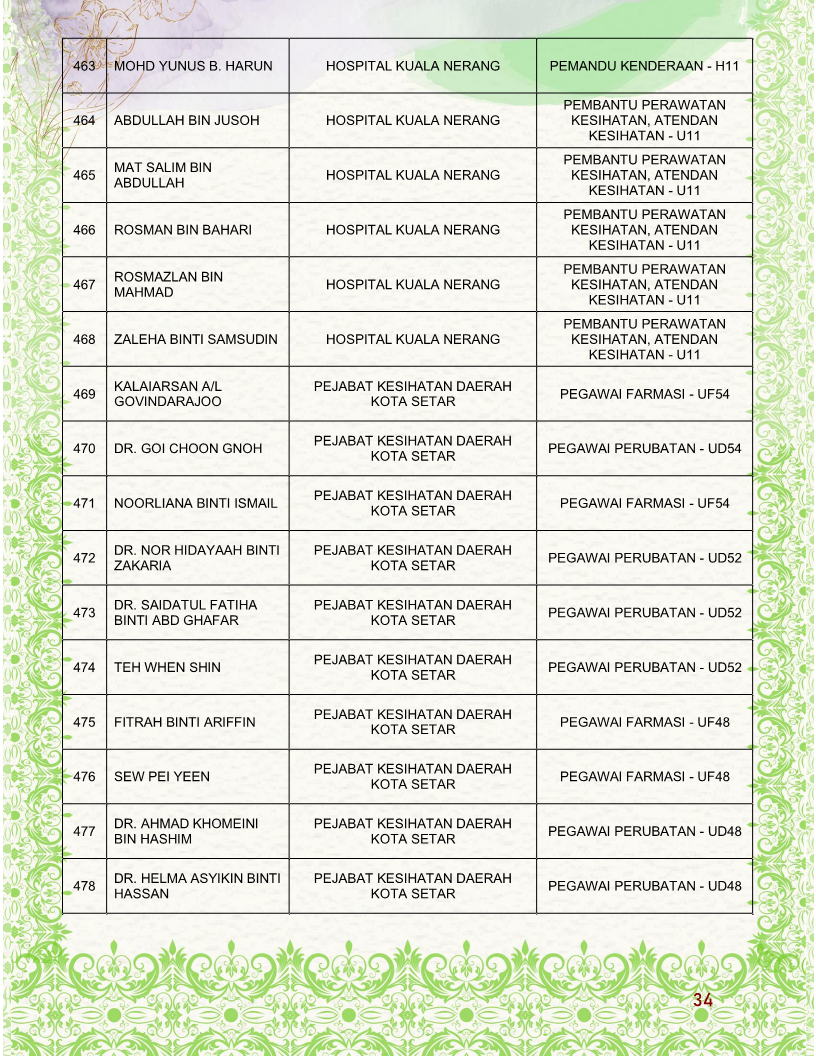 463 MOHD YUNUS B. HARUN HOSPITAL KUALA NERANG PEMANDU KENDERAAN - H11
464 ABDULLAH BIN JUSOH HOSPITAL KUALA NERANG PEMBANTU PERAWATAN
KESIHATAN, ATENDAN
KESIHATAN - U11
465 MAT SALIM BIN
ABDULLAH HOSPITAL KUALA NERANG PEMBANTU PERAWATAN
KESIHATAN, ATENDAN
KESIHATAN - U11
466 ROSMAN BIN BAHARI HOSPITAL KUALA NERANG PEMBANTU PERAWATAN
KESIHATAN, ATENDAN
KESIHATAN - U11
467 ROSMAZLAN BIN
MAHMAD HOSPITAL KUALA NERANG PEMBANTU PERAWATAN
KESIHATAN, ATENDAN
KESIHATAN - U11
468 ZALEHA BINTI SAMSUDIN HOSPITAL KUALA NERANG PEMBANTU PERAWATAN
KESIHATAN, ATENDAN
KESIHATAN - U11
469 KALAIARSAN A/L
GOVINDARAJOO PEJABAT KESIHATAN DAERAH
KOTA SETAR PEGAWAI FARMASI - UF54
470 DR. GOI CHOON GNOH PEJABAT KESIHATAN DAERAH
KOTA SETAR PEGAWAI PERUBATAN - UD54
471 NOORLIANA BINTI ISMAIL PEJABAT KESIHATAN DAERAH
KOTA SETAR PEGAWAI FARMASI - UF54
472 DR. NOR HIDAYAAH BINTI
ZAKARIA PEJABAT KESIHATAN DAERAH
KOTA SETAR PEGAWAI PERUBATAN - UD52
473 DR. SAIDATUL FATIHA
BINTI ABD GHAFAR PEJABAT KESIHATAN DAERAH
KOTA SETAR PEGAWAI PERUBATAN - UD52
474 TEH WHEN SHIN PEJABAT KESIHATAN DAERAH
KOTA SETAR PEGAWAI PERUBATAN - UD52
475 FITRAH BINTI ARIFFIN PEJABAT KESIHATAN DAERAH
KOTA SETAR PEGAWAI FARMASI - UF48
476 SEW PEI YEEN PEJABAT KESIHATAN DAERAH
KOTA SETAR PEGAWAI FARMASI - UF48
477 DR. AHMAD KHOMEINI
BIN HASHIM PEJABAT KESIHATAN DAERAH
KOTA SETAR PEGAWAI PERUBATAN - UD48
478 DR. HELMA ASYIKIN BINTI
HASSAN PEJABAT KESIHATAN DAERAH
KOTA SETAR PEGAWAI PERUBATAN - UD48
34